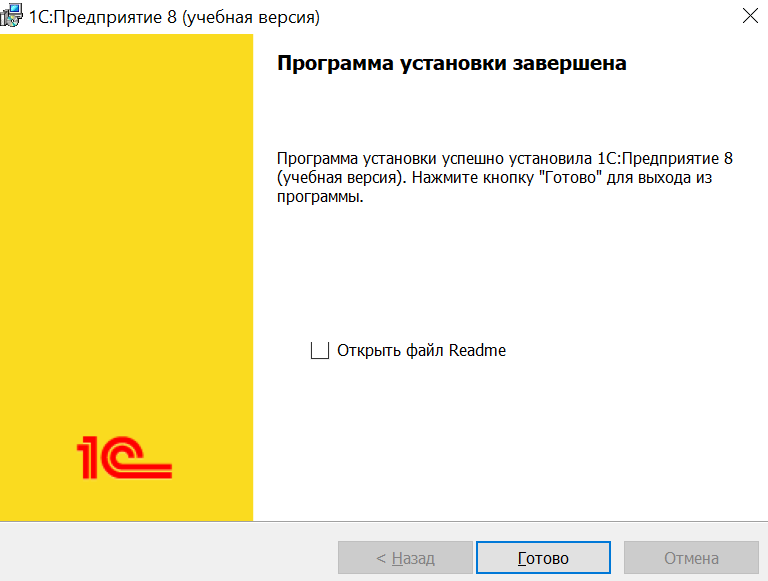 1С:Предприятие 8 (учебная версия)
Программа установки завершена
Программа установки успешно установила 1С:Предприятие 8
(учебная версия). Нажмите кнопку "Готово" для выхода из
программы.
Открыть файл Readme
1С
< Назад
Готово
Отмена